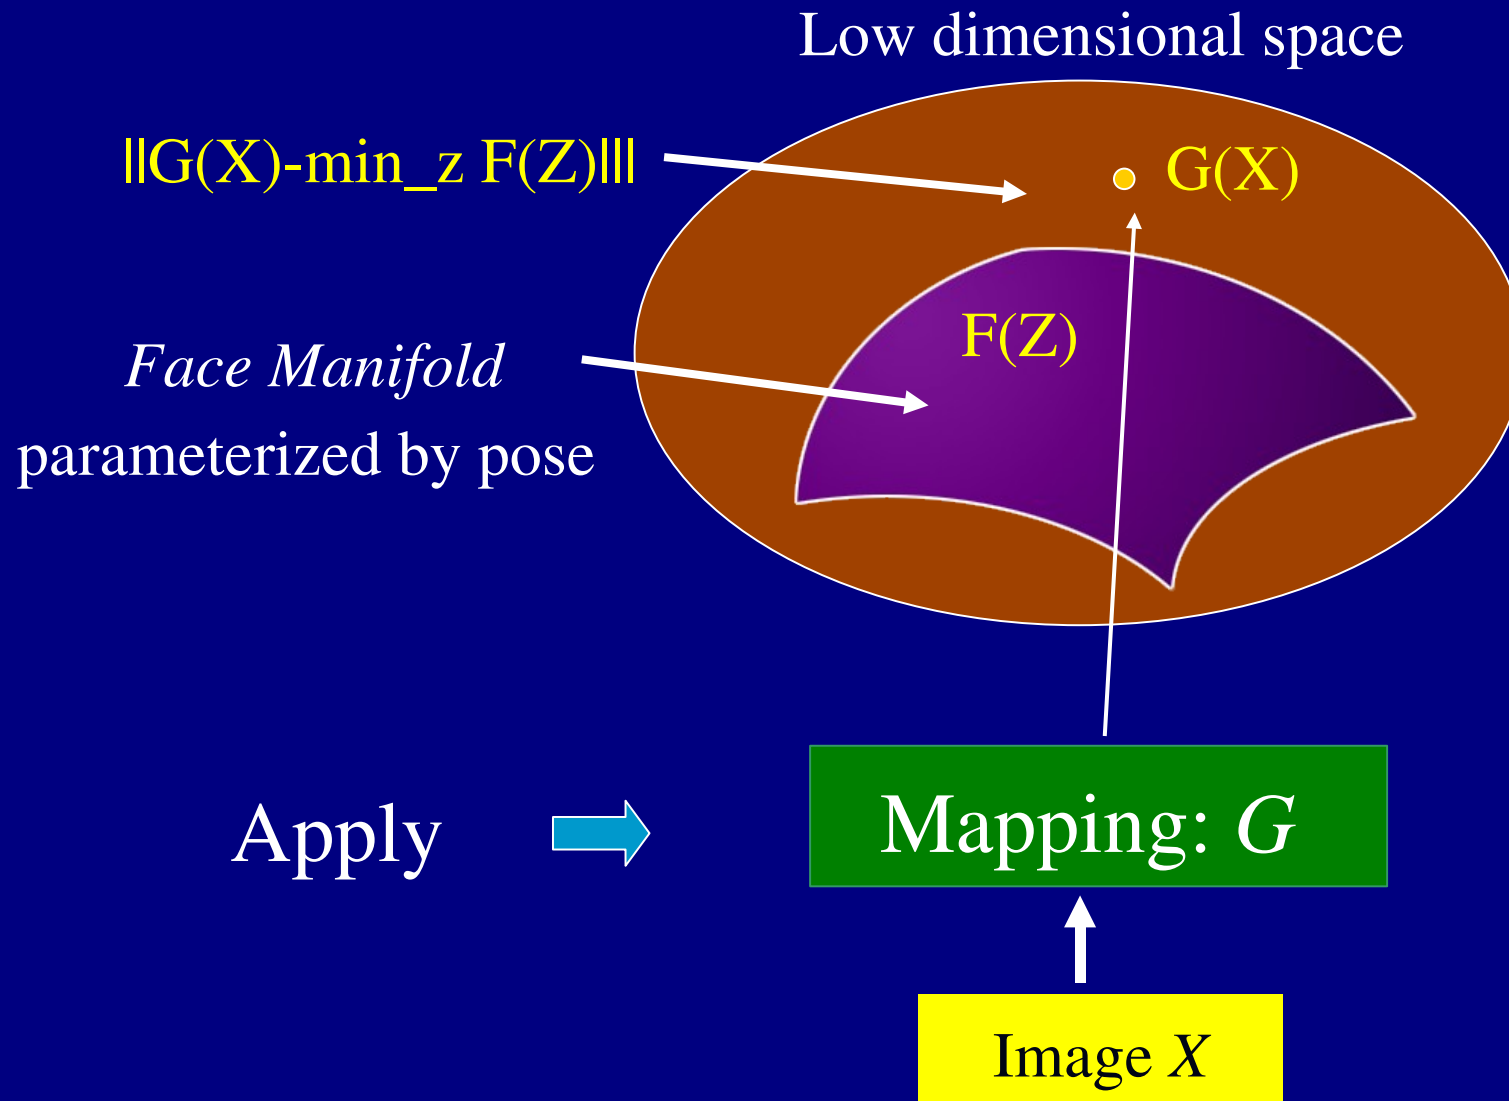 Low dimensional space
||G(X)-min_z F(Z)|||
G(X)
F(Z)
Face Manifold
parameterized by pose
Apply
Mapping: G
Image X